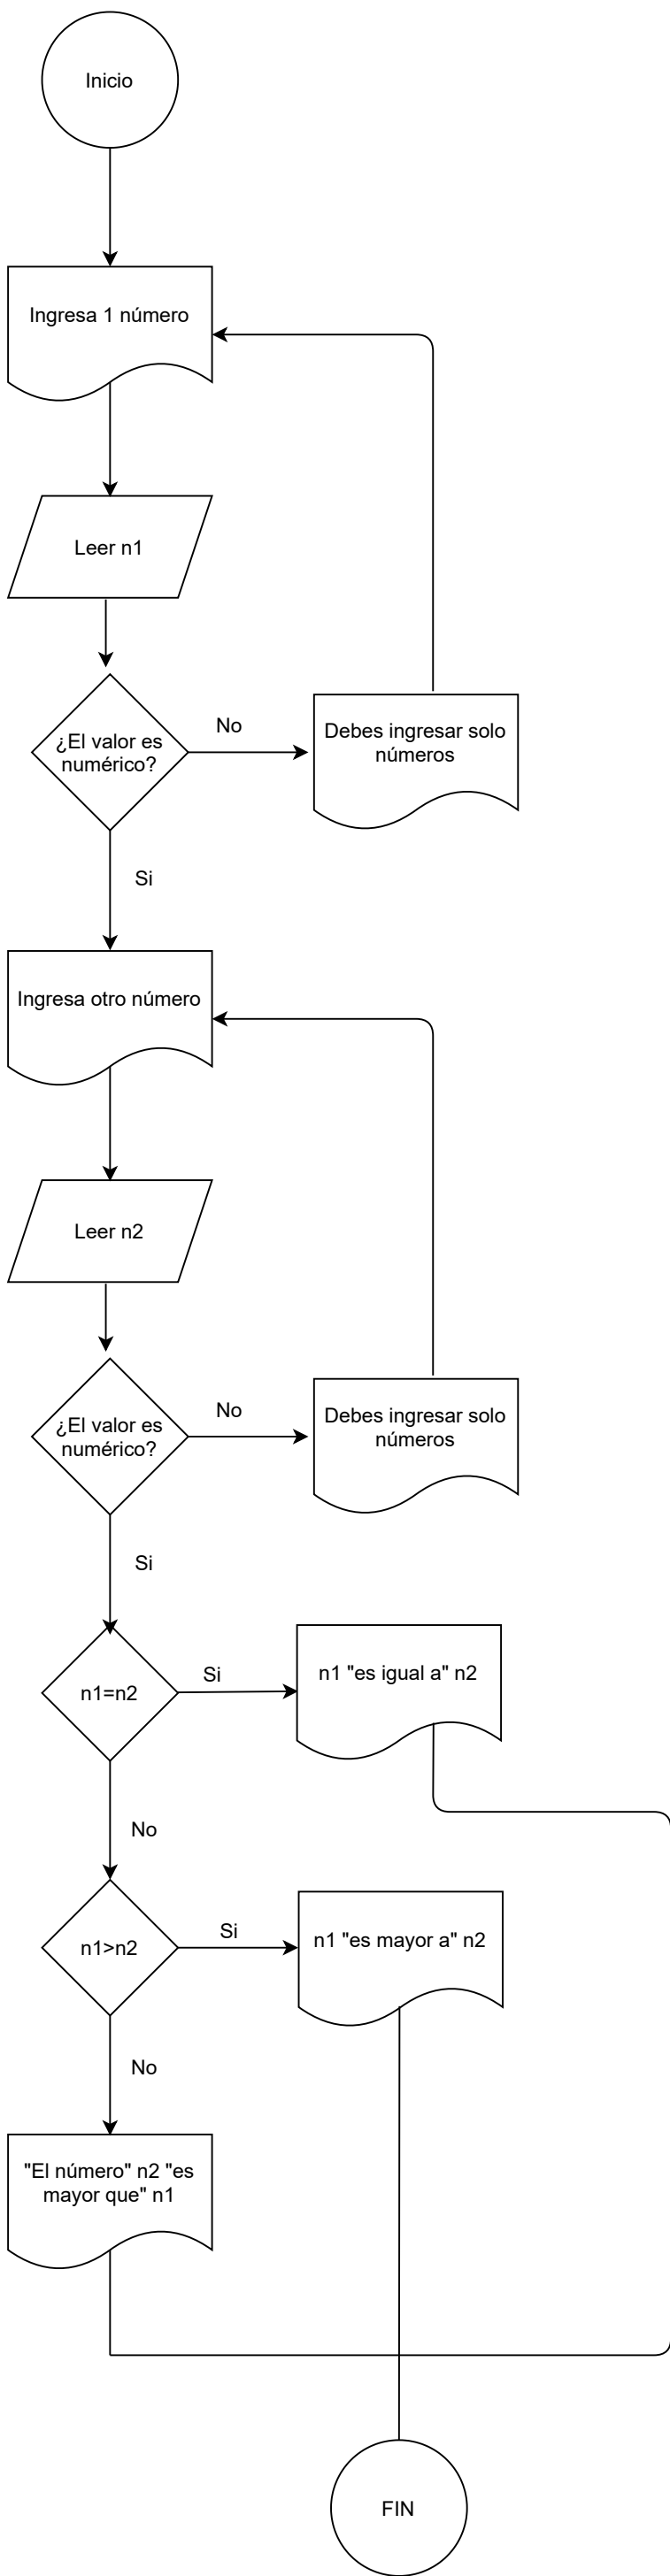 Inicio
Ingresa 1 número
Leer n1
¿El valor es
numérico?
No
Debes ingresar solo
números
Si
Ingresa otro número
Leer n2
¿El valor es
numérico?
No
Debes ingresar solo
números
Si
n1=n2
Si
n1 "es igual a" n2
No
n1>n2
Si
n1 "es mayor a" n2
No
"El número" n2 "es
mayor que" n1
FIN